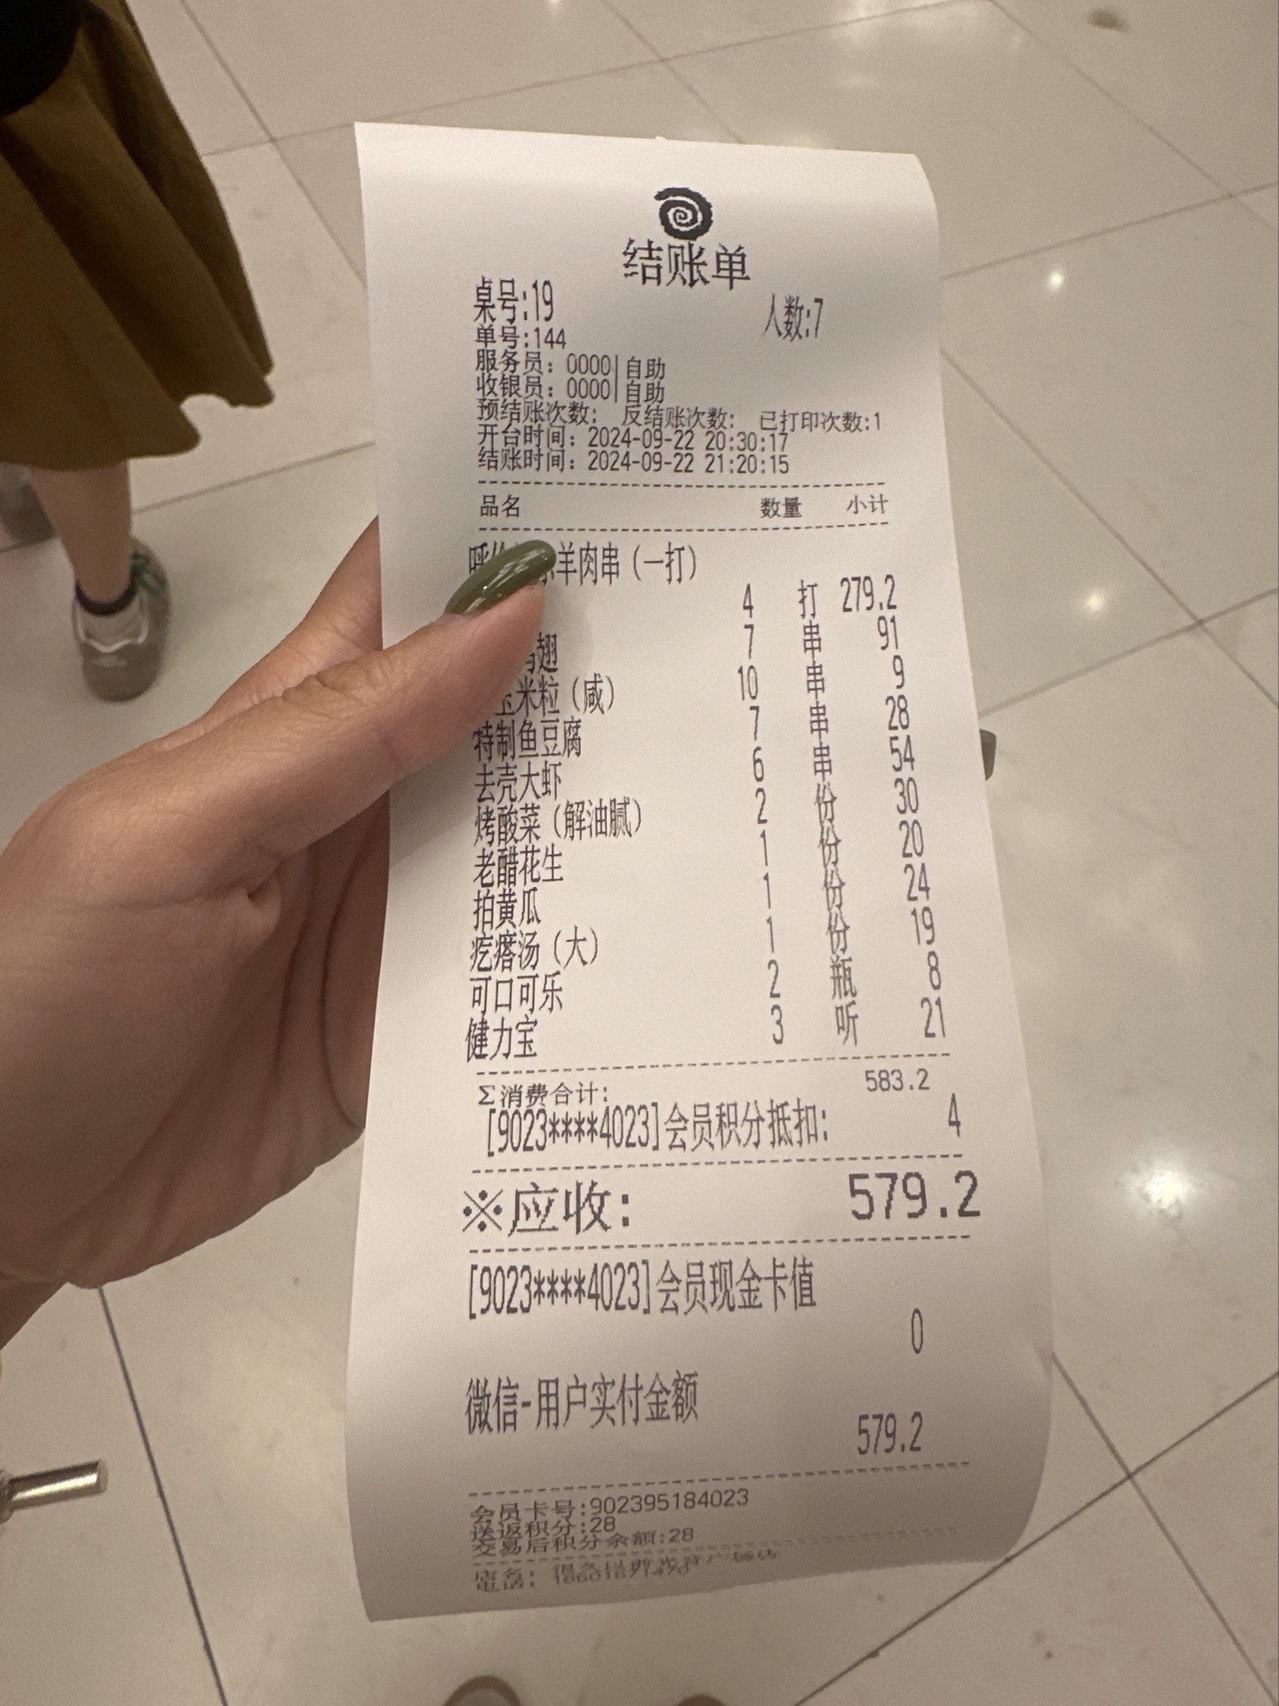 结账单
桌号:19 人数:7
单号:144
服务员: 0000|自助
收银员: 0000|自助
预结账次数: 反结账次数: 已打印次数:1
开台时间: 2024-09-22 20:30:17
结账时间: 2024-09-22 21:20:15
品名 数量 小计
羊肉串(一打)
4 打 279.2
翅 7 串 91
米粒(咸) 10 串 9
特制鱼豆腐 7 串 28
去壳大虾 6 串 54
烤酸菜(解油腻) 2 份 30
老醋花生 1 份 20
拍黄瓜 1 份 24
疙瘩汤(大) 1 份 19
可口可乐 2 瓶 8
健力宝 3 听 21
Σ消费合计: 583.2
[9023****4023]会员积分抵扣: 4
※应收: 579.2
[9023****4023]会员现金卡值
0
微信-用户实付金额
579.2
会员卡号:902395184023
送返积分:28
交易后积分余额:28
店名:
电话: